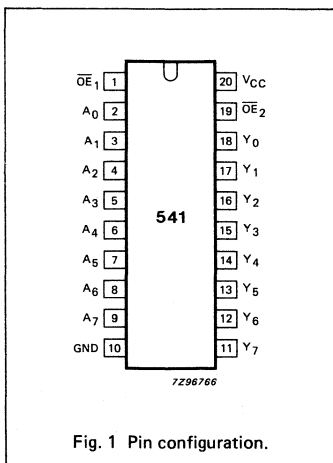 OE1 1 20 VCC
A0 2 19 OE2
A1 3 18 Y0
A2 4 17 Y1
A3 5 16 Y2
541
A4 6 15 Y3
A5 7 14 Y4
A6 8 13 Y5
A7 9 12 Y6
GND 10 11 Y7
7Z96766
Fig. 1 Pin configuration.